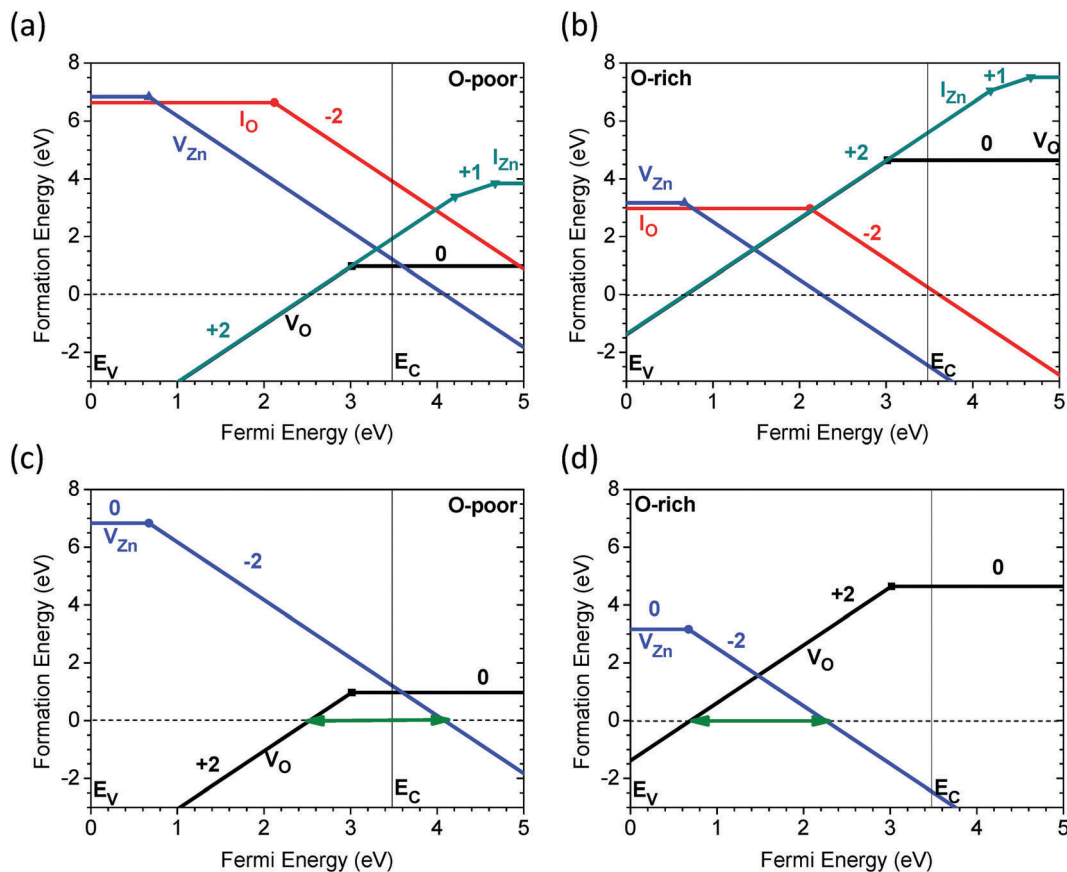 (a)
8
6
4
2
0
-2
Formation Energy (eV)
O-poor
-2
I_O
V_Zn
+1
I_Zn
0
+2
V_O
E_V
E_C
0 1 2 3 4 5
Fermi Energy (eV)
(b)
8
6
4
2
0
-2
Formation Energy (eV)
O-rich
+1
I_Zn
0
V_O
+2
V_Zn
I_O
-2
E_V
E_C
0 1 2 3 4 5
Fermi Energy (eV)
(c)
8
6
4
2
0
-2
Formation Energy (eV)
O-poor
0
V_Zn
-2
0
+2
V_O
E_V
E_C
0 1 2 3 4 5
Fermi Energy (eV)
(d)
8
6
4
2
0
-2
Formation Energy (eV)
O-rich
0
+2
0
V_Zn
-2
V_O
E_V
E_C
0 1 2 3 4 5
Fermi Energy (eV)